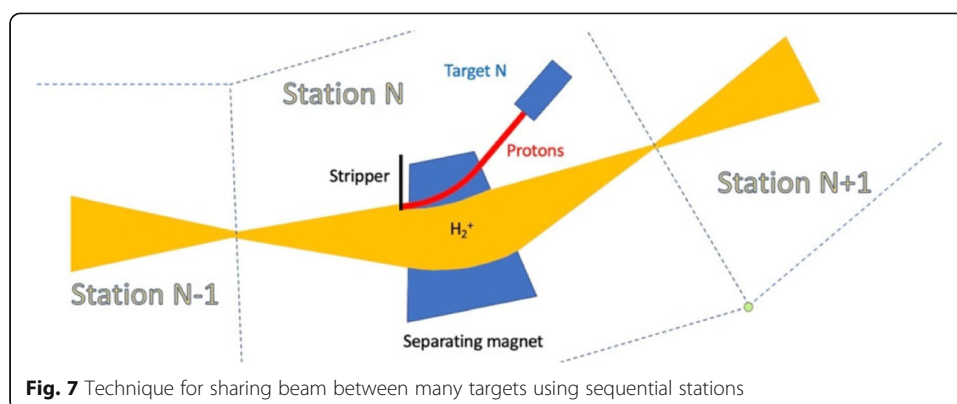 Target N
Station N
Protons
Stripper
Station N+1
H₂⁺
Station N-1
Separating magnet
Fig. 7 Technique for sharing beam between many targets using sequential stations